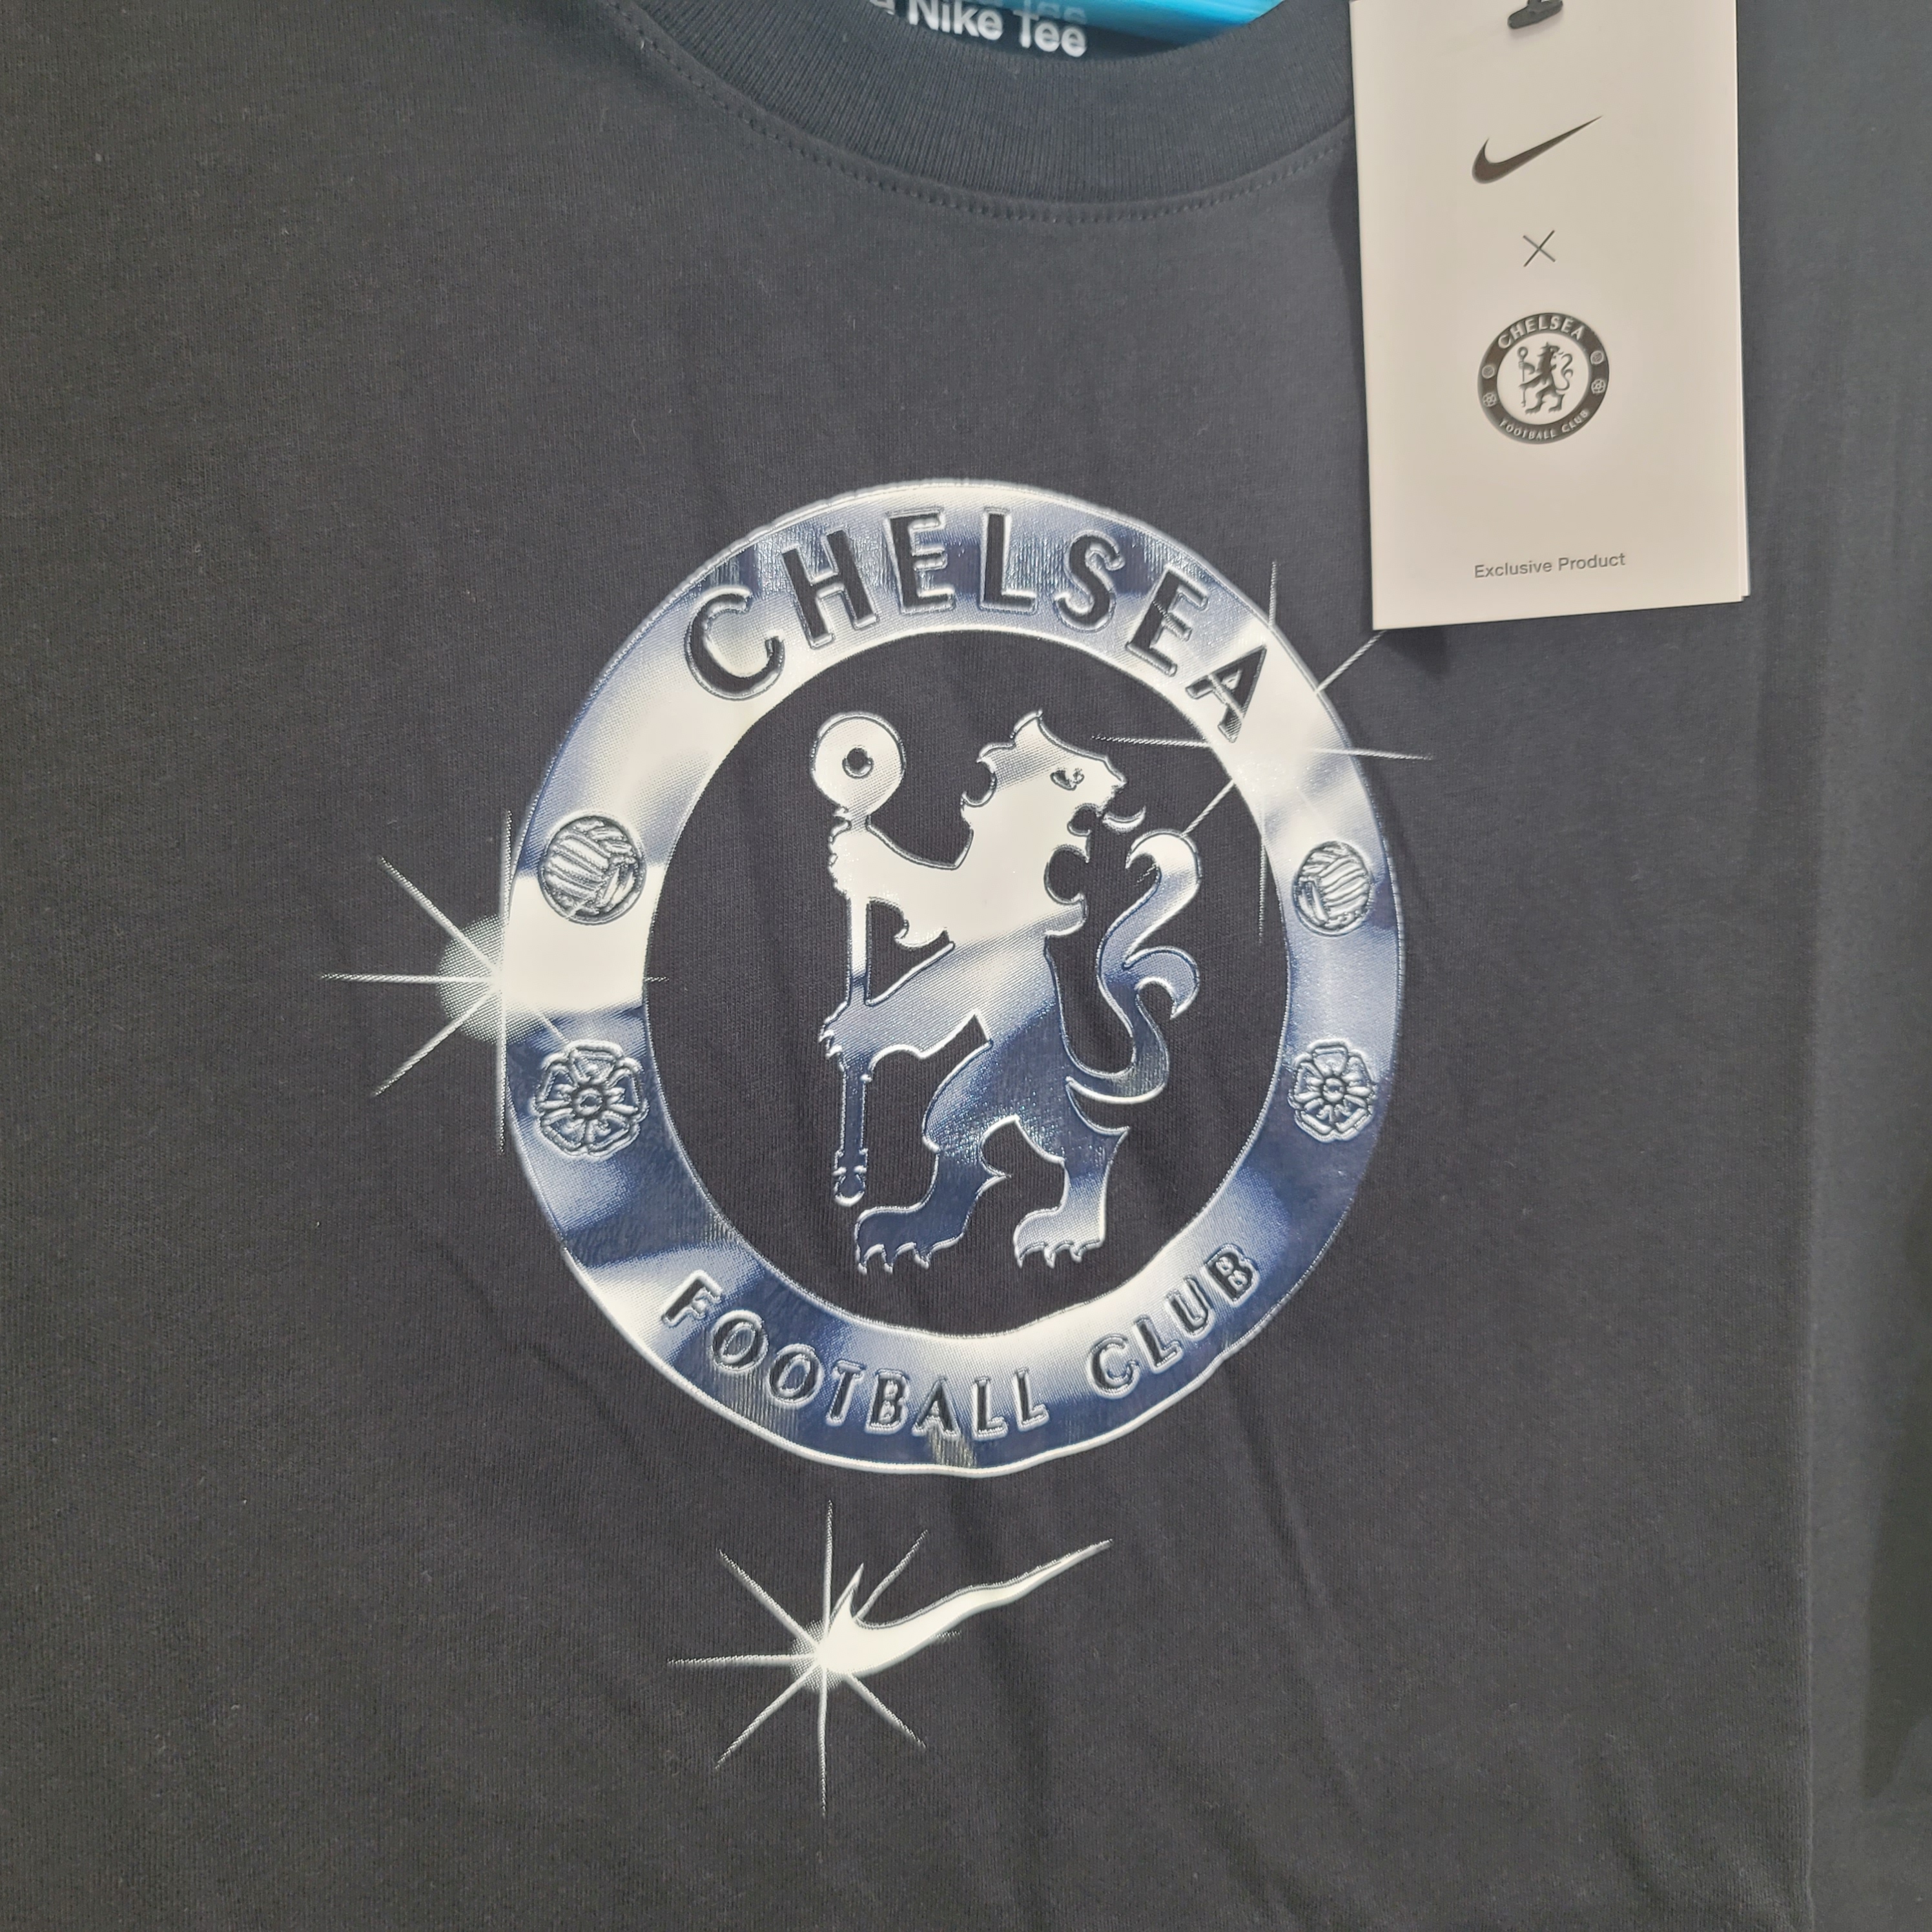 Nike Tee
CHELSEA
FOOTBALL CLUB
Exclusive Product
CHELSEA
FOOTBALL CLUB